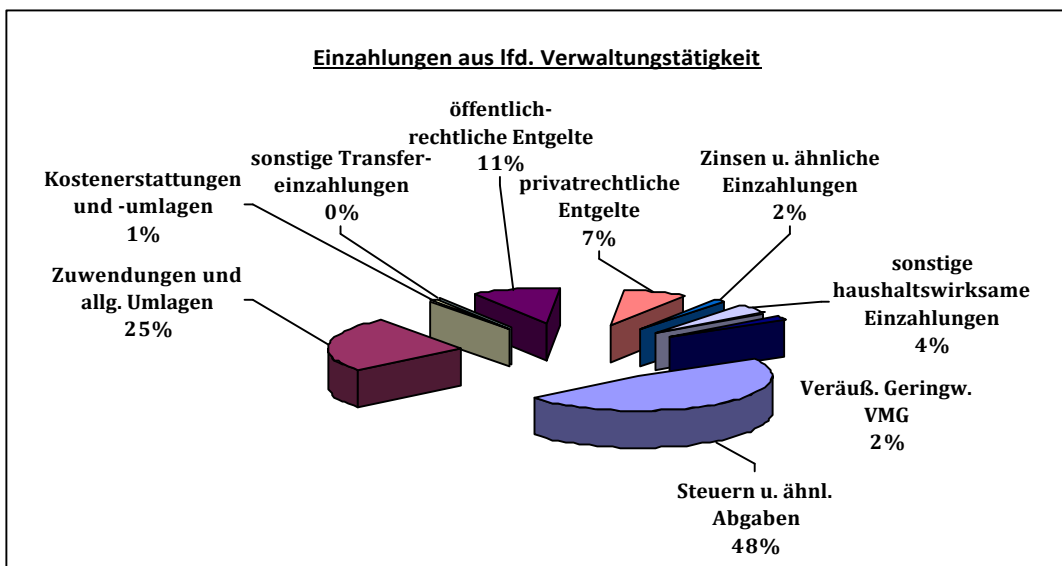 Einzahlungen aus lfd. Verwaltungstätigkeit
öffentlich-
rechtliche Entgelte
11%
sonstige Transfer-
einzahlungen
0%
Kostenerstattungen
und -umlagen
1%
Zuwendungen und
allg. Umlagen
25%
privatrechtliche
Entgelte
7%
Zinsen u. ähnliche
Einzahlungen
2%
sonstige
haushaltswirksame
Einzahlungen
4%
Veräuß. Geringw.
VMG
2%
Steuern u. ähnl.
Abgaben
48%